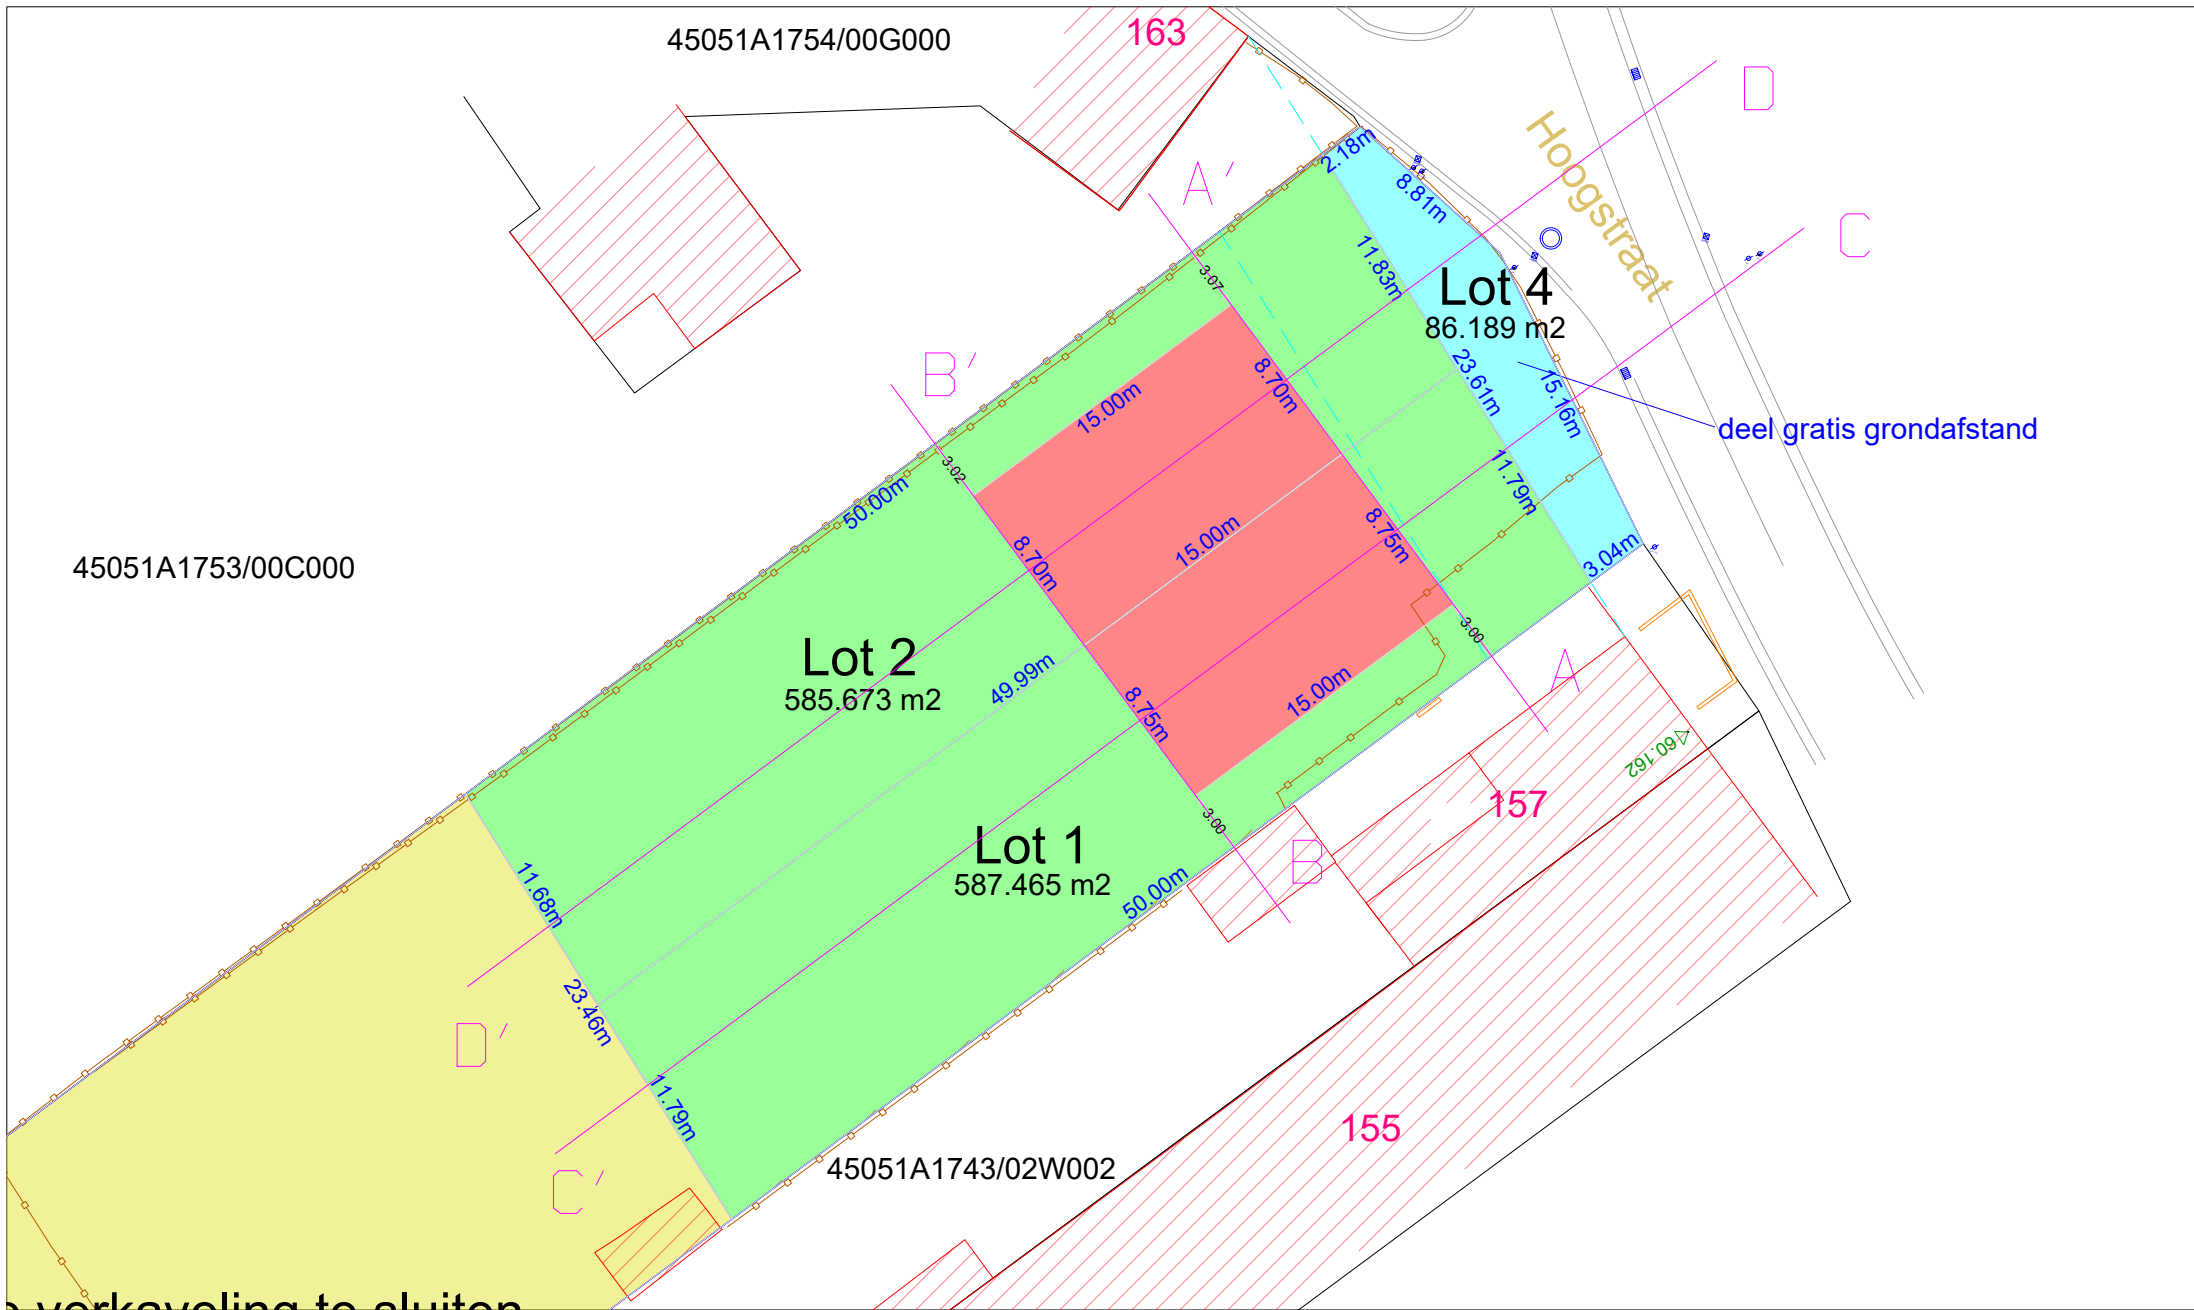 45051A1754/00G000
163
D
C
Hoogstraat
A'
B'
2.18m
8.81m
11.83m
Lot 4
86.189 m2
3.07
23.61m
15.16m
deel gratis grondafstand
8.70m
15.00m
3.02
50.00m
11.79m
15.00m
8.75m
3.04m
45051A1753/00C000
8.70m
Lot 2
585.673 m2
49.99m
3.00
A
15.00m
8.75m
60.162
157
3.00
Lot 1
587.465 m2
B
50.00m
11.68m
23.46m
D'
11.79m
C'
155
45051A1743/02W002
verkaveling te sluiten